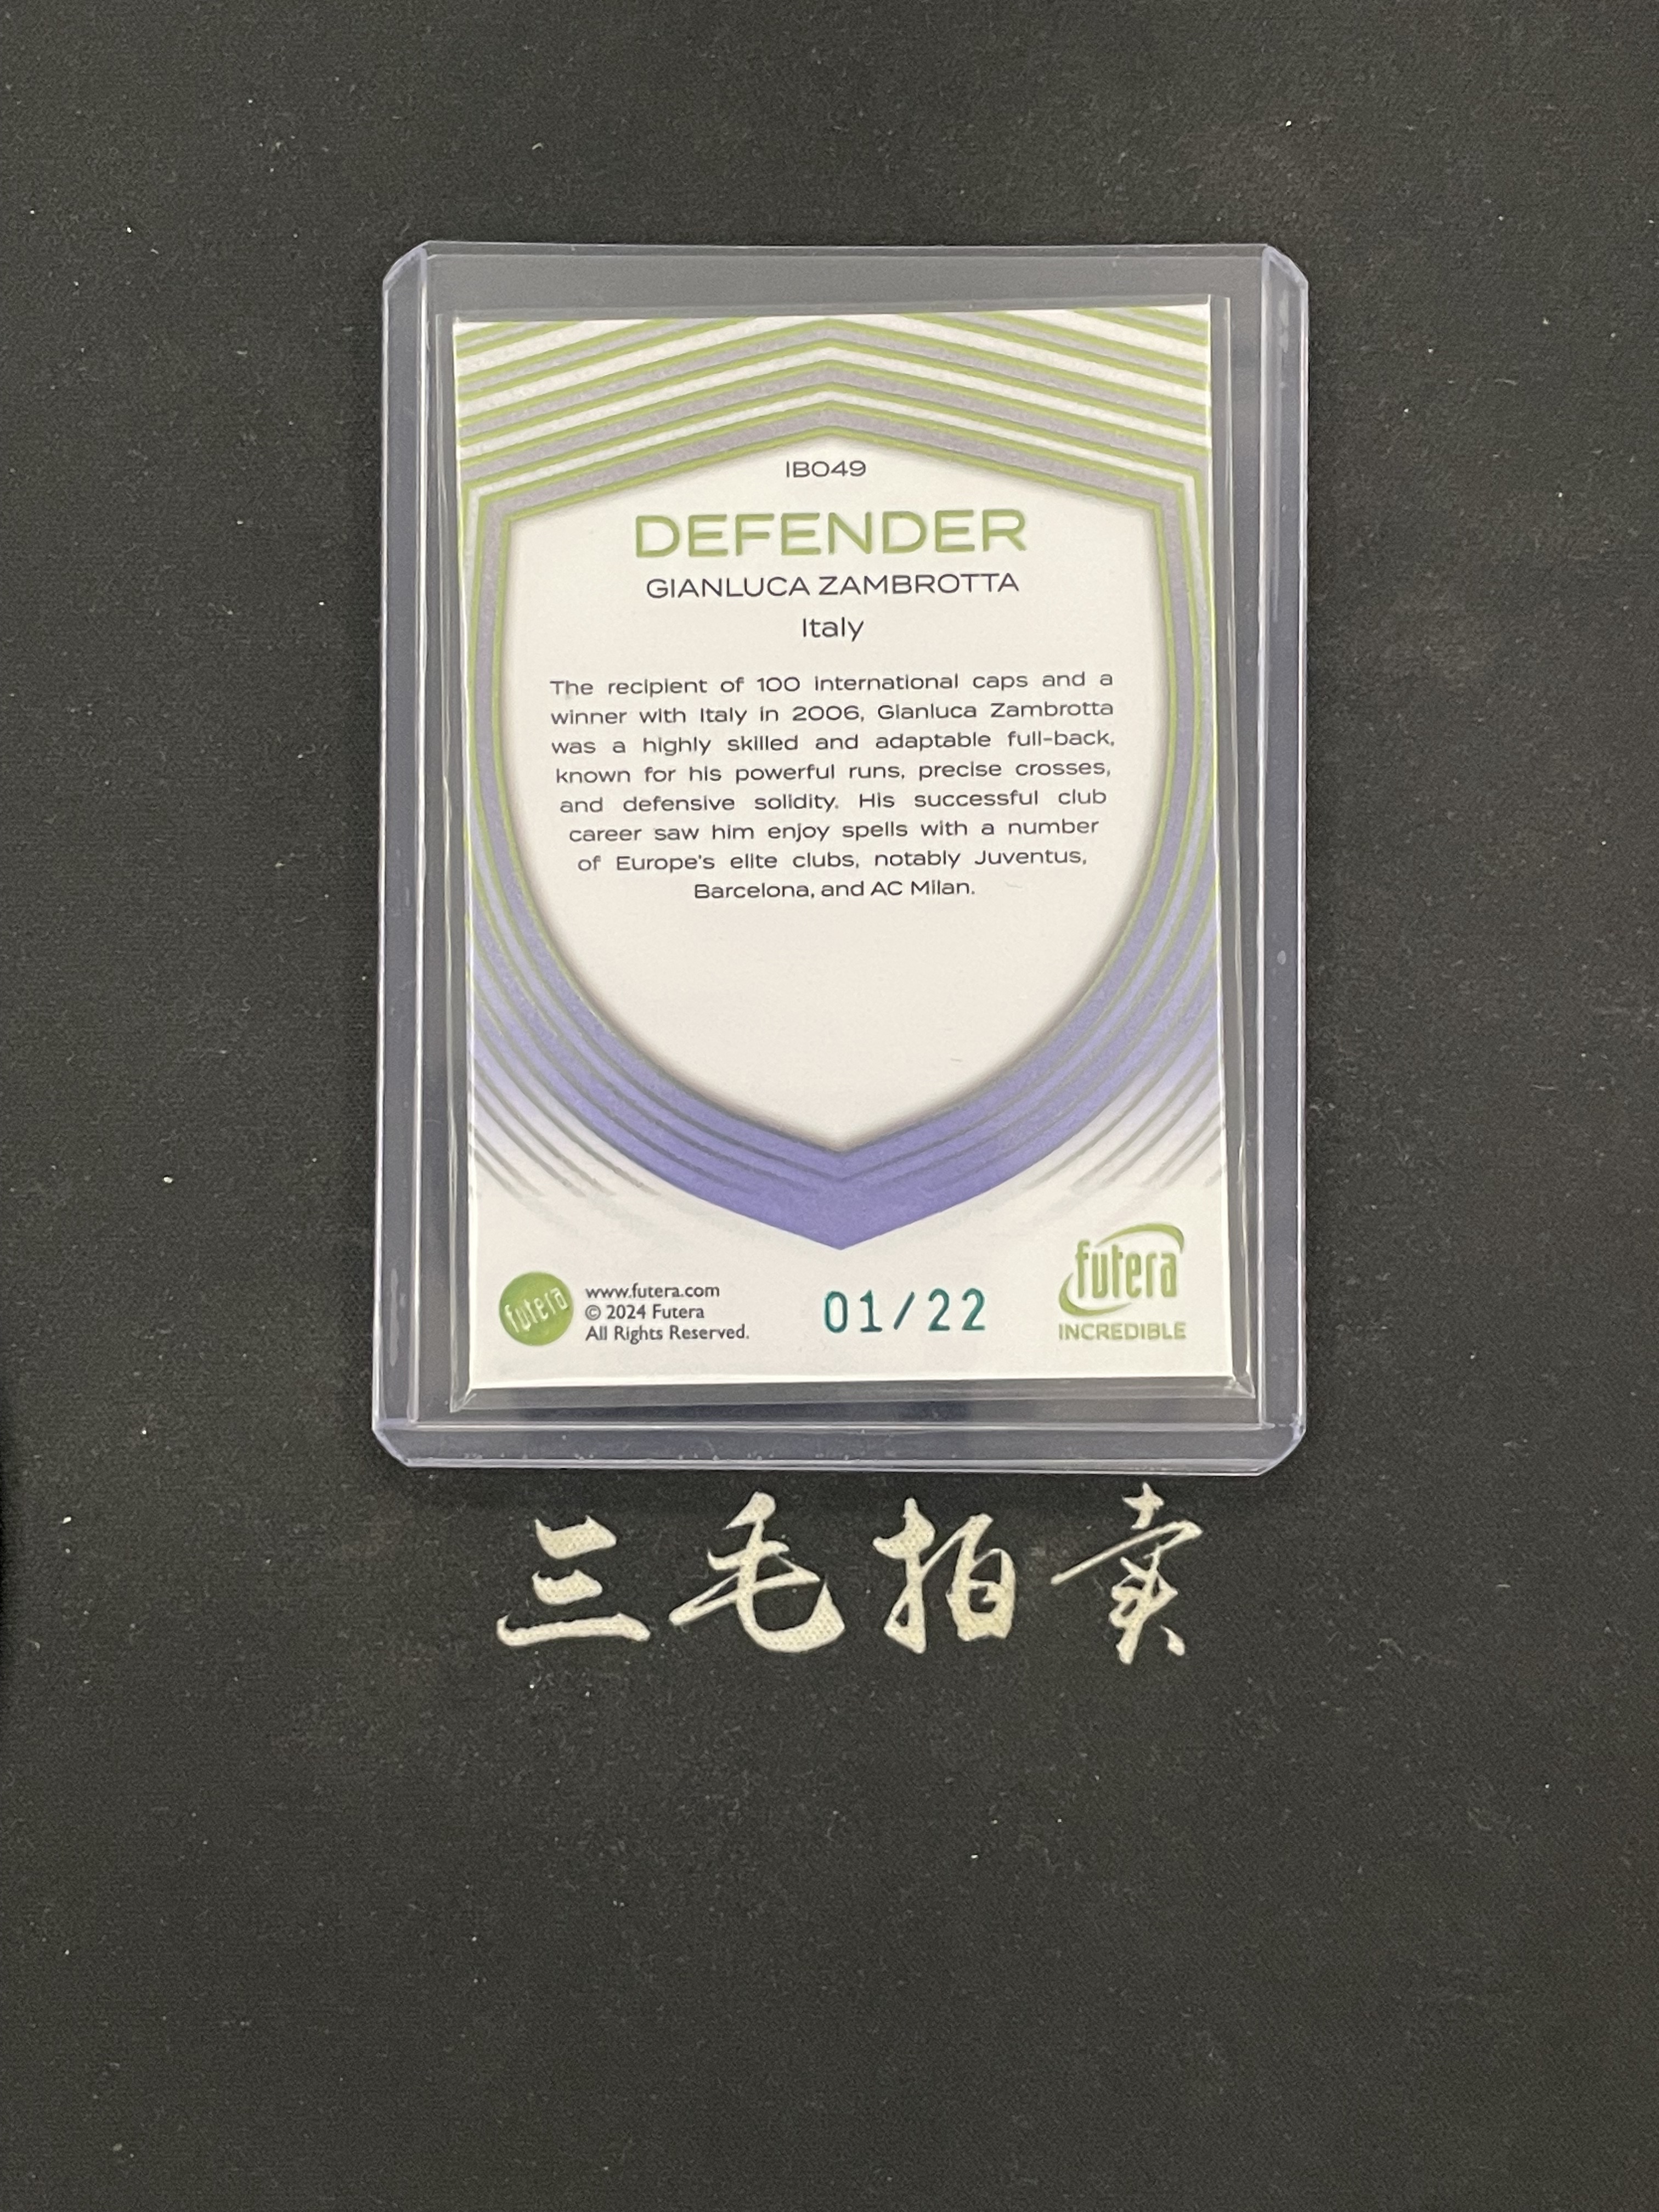 IBO49
DEFENDER
GIANLUCA ZAMBROTTA
Italy
The recipient of 100 international caps and a
winner with Italy in 2006, Gianluca Zambrotta
was a highly skilled and adaptable full-back,
known for his powerful runs, precise crosses,
and defensive solidity. His successful club
career saw him enjoy spells with a number
of Europe's elite clubs, notably Juventus,
Barcelona, and AC Milan.
futera
www.futera.com
© 2024 Futera
All Rights Reserved.
01/22
futera
INCREDIBLE
三毛拍卖